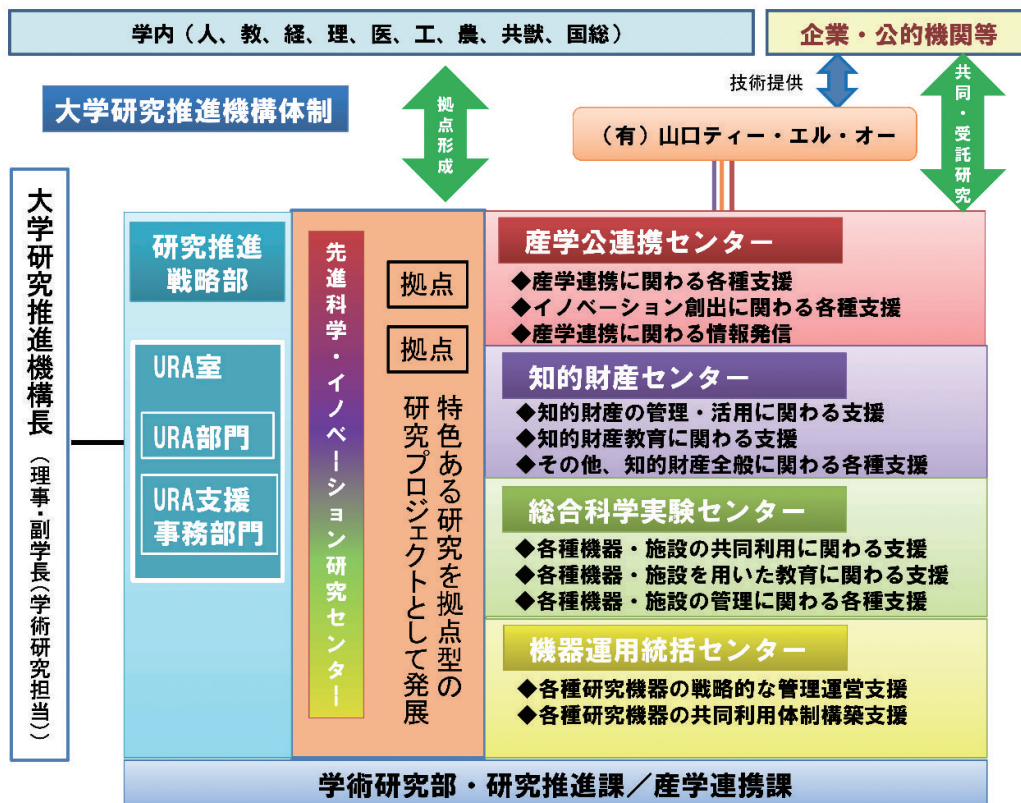 学内（人、教、経、理、医、工、農、共獣、国総）
企業・公的機関等
大学研究推進機構体制
拠点形成
技術提供
共同・受託研究
（有）山口ティー・エル・オー
大学研究推進機構長（理事・副学長（学術研究担当））
研究推進
戦略部
URA室
URA部門
URA支援
事務部門
先進科学・イノベーション研究センター
拠点
拠点
特色ある研究を拠点型の
研究プロジェクトとして発展
産学公連携センター
◆産学連携に関わる各種支援
◆イノベーション創出に関わる各種支援
◆産学連携に関わる情報発信
知的財産センター
◆知的財産の管理・活用に関わる支援
◆知的財産教育に関わる支援
◆その他、知的財産全般に関わる各種支援
総合科学実験センター
◆各種機器・施設の共同利用に関わる支援
◆各種機器・施設を用いた教育に関わる支援
◆各種機器・施設の管理に関わる各種支援
機器運用統括センター
◆各種研究機器の戦略的な管理運営支援
◆各種研究機器の共同利用体制構築支援
学術研究部・研究推進課／産学連携課